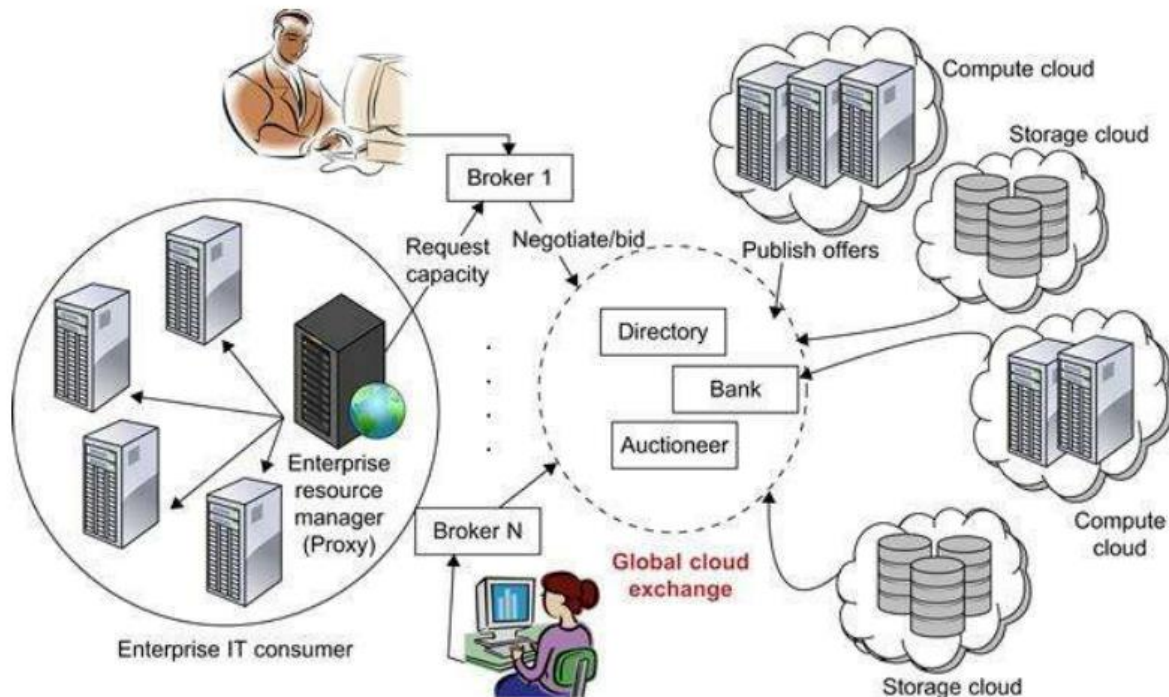 Compute cloud
Storage cloud
Broker 1
Request
capacity
Negotiate/bid
Publish offers
Directory
Bank
Auctioneer
Enterprise
resource
manager
(Proxy)
Broker N
Global cloud
exchange
Compute
cloud
Enterprise IT consumer
Storage cloud